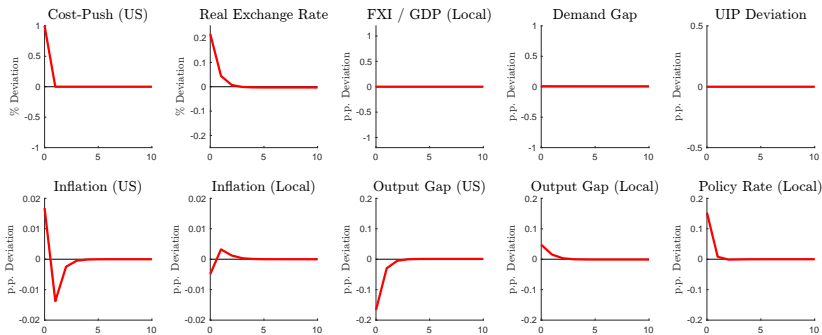 Cost-Push (US)
Real Exchange Rate
FXI / GDP (Local)
Demand Gap
UIP Deviation
% Deviation
1
0.5
0
-0.5
-1
0 5 10
% Deviation
0.2
0.1
0
-0.1
-0.2
0 5 10
p.p. Deviation
1
0.5
0
-0.5
-1
0 5 10
p.p. Deviation
1
0.5
0
-0.5
-1
0 5 10
p.p. Deviation
0.5
0
-0.5
0 5 10
Inflation (US)
Inflation (Local)
Output Gap (US)
Output Gap (Local)
Policy Rate (Local)
p.p. Deviation
0.02
0.01
0
-0.01
-0.02
0 5 10
p.p. Deviation
0.02
0.01
0
-0.01
-0.02
0 5 10
p.p. Deviation
0.2
0.1
0
-0.1
-0.2
0 5 10
p.p. Deviation
0.2
0.1
0
-0.1
-0.2
0 5 10
p.p. Deviation
0.2
0.1
0
-0.1
-0.2
0 5 10